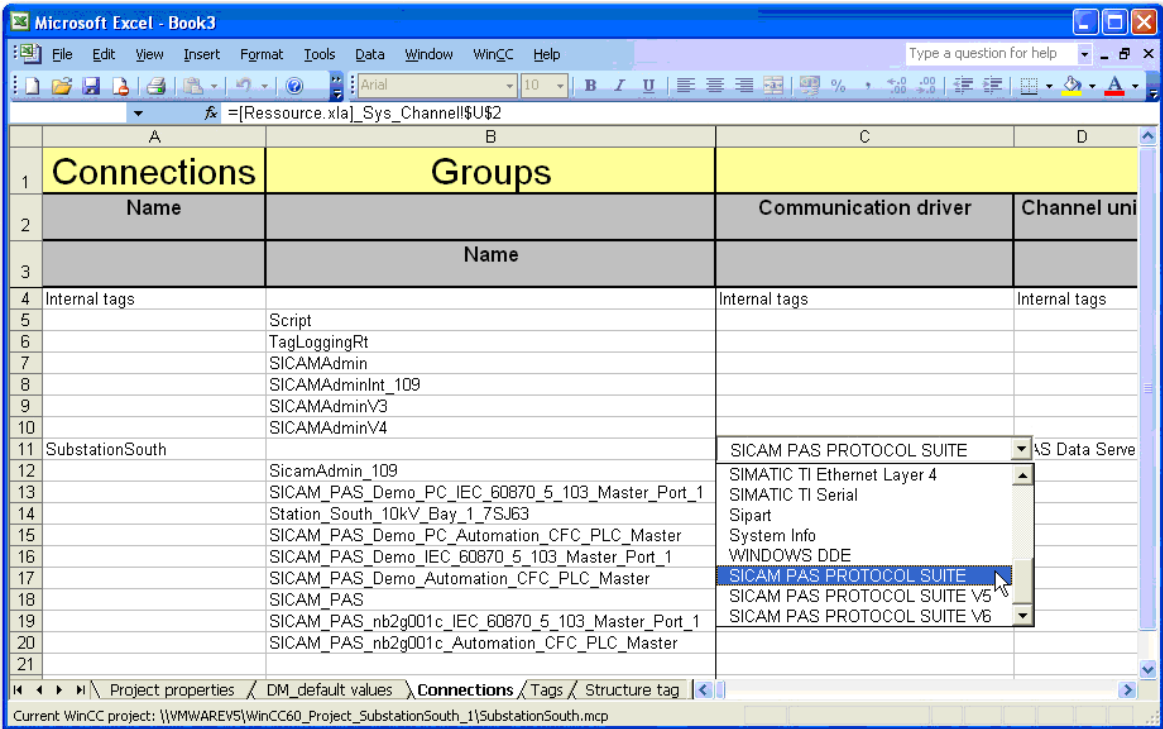 Microsoft Excel - Book3
File Edit View Insert Format Tools Data Window WinCC Help Type a question for help
Arial 10 B I U % , A
fx =[Ressource.xla]_Sys_Channel!$U$2
A B C D
1 Connections Groups
2 Name Communication driver Channel uni
3 Name
4 Internal tags Internal tags Internal tags
5 Script
6 TagLoggingRt
7 SICAMAdmin
8 SICAMAdminInt_109
9 SICAMAdminV3
10 SICAMAdminV4
11 SubstationSouth SICAM PAS PROTOCOL SUITE AS Data Serve
12 SicamAdmin_109 SIMATIC TI Ethernet Layer 4
13 SICAM_PAS_Demo_PC_IEC_60870_5_103_Master_Port_1 SIMATIC TI Serial
14 Station_South_10kV_Bay_1_7SJ63 Sipart
15 SICAM_PAS_Demo_PC_Automation_CFC_PLC_Master System Info
16 SICAM_PAS_Demo_IEC_60870_5_103_Master_Port_1 WINDOWS DDE
17 SICAM_PAS_Demo_Automation_CFC_PLC_Master SICAM PAS PROTOCOL SUITE
18 SICAM_PAS SICAM PAS PROTOCOL SUITE V5
19 SICAM_PAS_nb2g001c_IEC_60870_5_103_Master_Port_1 SICAM PAS PROTOCOL SUITE V6
20 SICAM_PAS_nb2g001c_Automation_CFC_PLC_Master
21
Project properties DM_default values Connections Tags Structure tag
Current WinCC project: \\VMWAREV5\WinCC60_Project_SubstationSouth_1\SubstationSouth.mcp